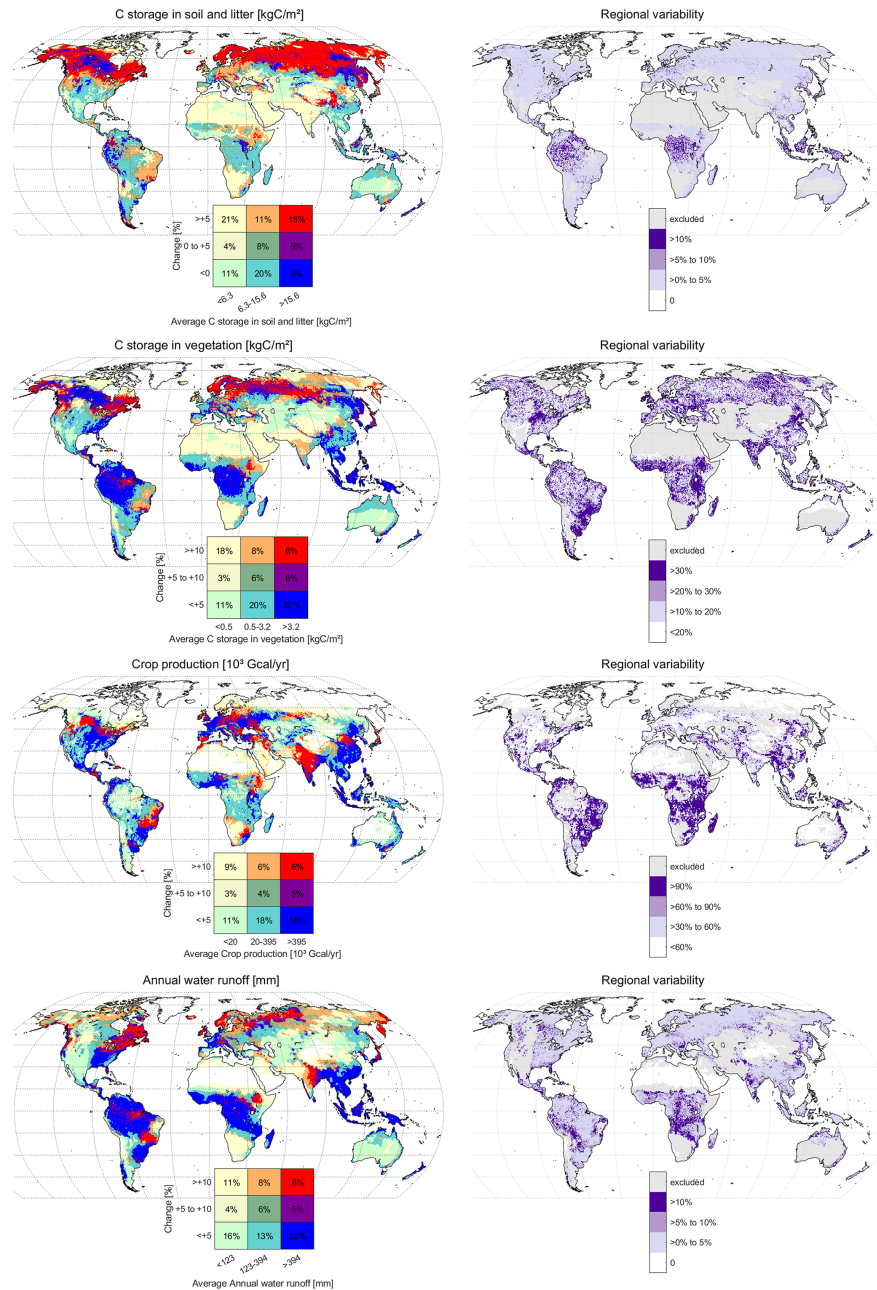 C storage in soil and litter [kgC/m²]
Regional variability
Change [%]
>+5
21%
11%
16%
0 to +5
4%
8%
5%
<0
11%
20%
<6.3
6.3-15.6
>15.6
Average C storage in soil and litter [kgC/m²]
excluded
>10%
>5% to 10%
>0% to 5%
0
C storage in vegetation [kgC/m²]
Regional variability
Change [%]
>+10
18%
8%
6%
+5 to +10
3%
6%
6%
<+5
11%
20%
<0.5
0.5-3.2
>3.2
Average C storage in vegetation [kgC/m²]
excluded
>30%
>20% to 30%
>10% to 20%
<20%
Crop production [10³ Gcal/yr]
Regional variability
Change [%]
>+10
9%
6%
6%
+5 to +10
3%
4%
5%
<+5
11%
18%
<20
20-395
>395
Average Crop production [10³ Gcal/yr]
excluded
>90%
>60% to 90%
>30% to 60%
<60%
Annual water runoff [mm]
Regional variability
Change [%]
>+10
11%
8%
6%
+5 to +10
4%
6%
5%
<+5
16%
13%
22%
<123
123-394
>394
Average Annual water runoff [mm]
excluded
>10%
>5% to 10%
>0% to 5%
0